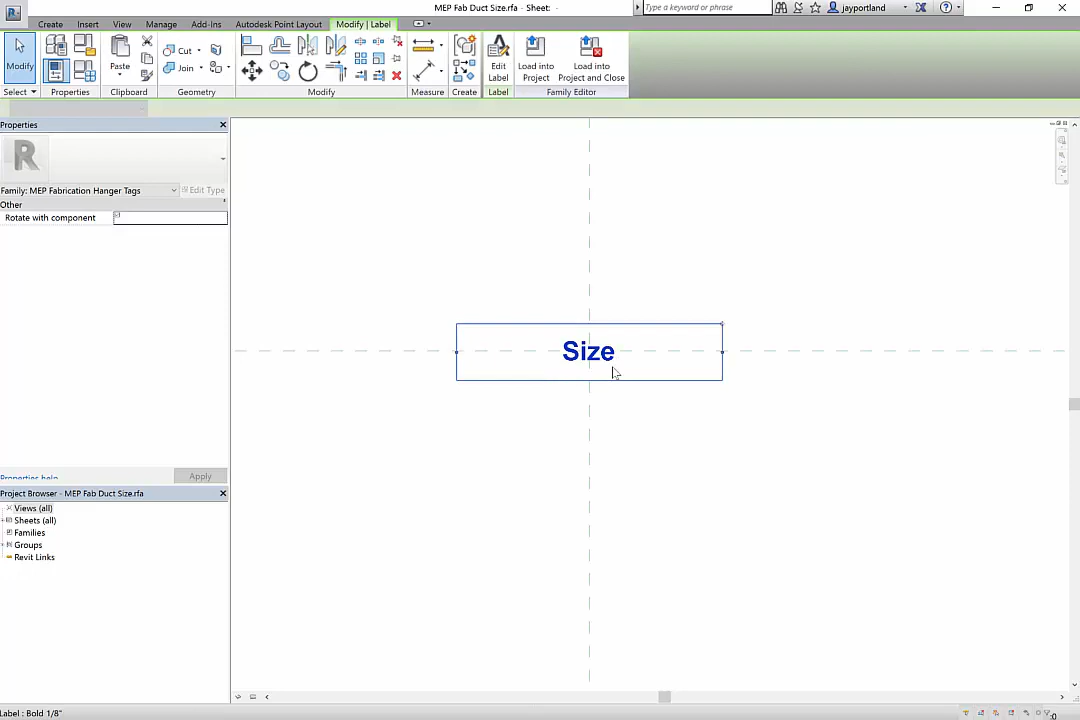 MEP Fab Duct Size.rfa - Sheet: -
Type a keyword or phrase
jayportland
Create Insert View Manage Add-Ins Autodesk Point Layout Modify | Label
Modify
Paste
Cut
Join
Edit Label
Load into Project
Load into Project and Close
Select Properties Clipboard Geometry Modify Measure Create Label Family Editor
Properties
R
Family: MEP Fabrication Hanger Tags
Edit Type
Other
Rotate with component
Size
Properties help
Apply
Project Browser - MEP Fab Duct Size.rfa
Views (all)
Sheets (all)
Families
Groups
Revit Links
Label : Bold 1/8"
:0